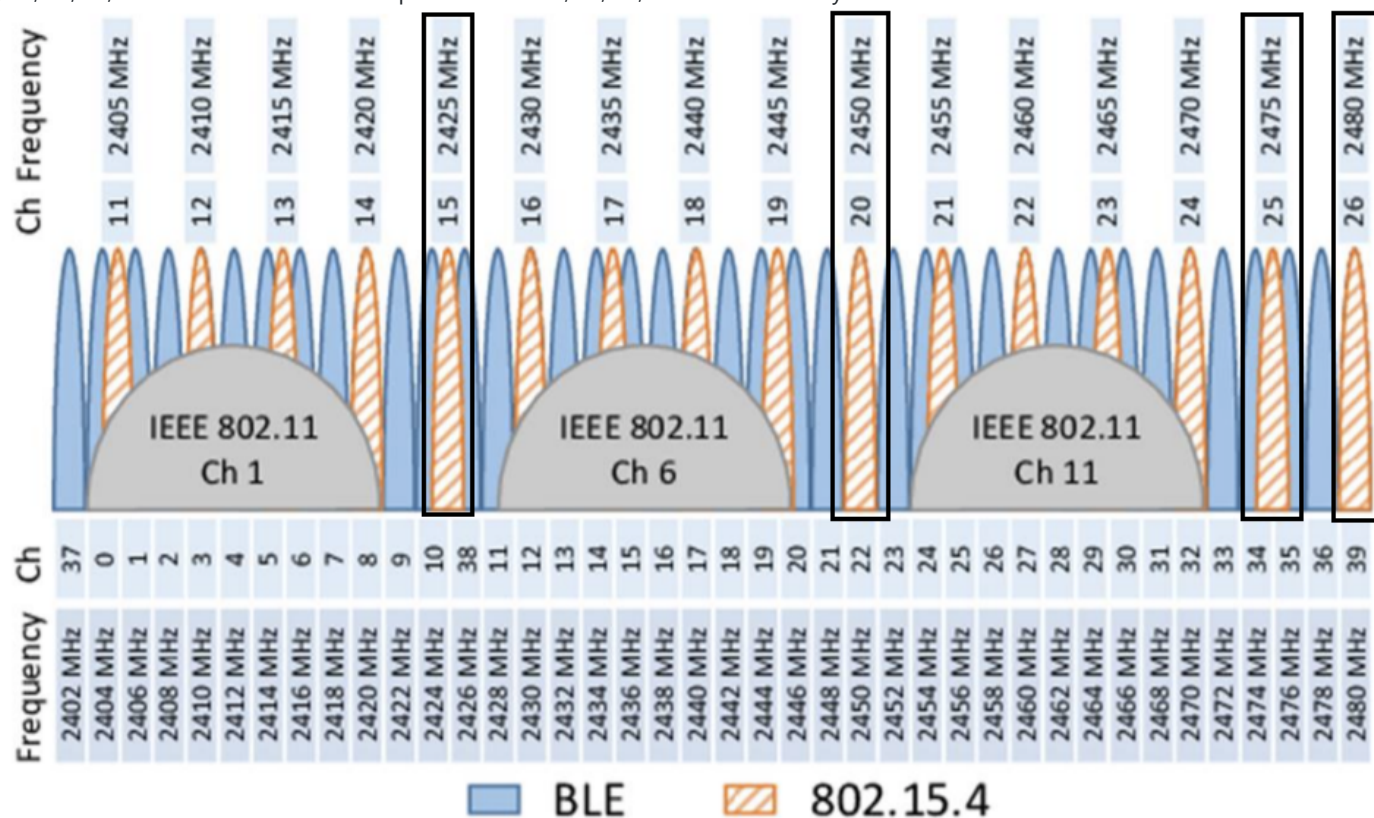 Ch Frequency
2405 MHz 2410 MHz 2415 MHz 2420 MHz 2425 MHz 2430 MHz 2435 MHz 2440 MHz 2445 MHz 2450 MHz 2455 MHz 2460 MHz 2465 MHz 2470 MHz 2475 MHz 2480 MHz
11 12 13 14 15 16 17 18 19 20 21 22 23 24 25 26
IEEE 802.11 IEEE 802.11 IEEE 802.11
Ch 1 Ch 6 Ch 11
Ch
37 0 1 2 3 4 5 6 7 8 9 10 38 11 12 13 14 15 16 17 18 19 20 21 22 23 24 25 26 27 28 29 30 31 32 33 34 35 36 39
Frequency
2402 MHz 2404 MHz 2406 MHz 2408 MHz 2410 MHz 2412 MHz 2414 MHz 2416 MHz 2418 MHz 2420 MHz 2422 MHz 2424 MHz 2426 MHz 2428 MHz 2430 MHz 2432 MHz 2434 MHz 2436 MHz 2438 MHz 2440 MHz 2442 MHz 2444 MHz 2446 MHz 2448 MHz 2450 MHz 2452 MHz 2454 MHz 2456 MHz 2458 MHz 2460 MHz 2462 MHz 2464 MHz 2466 MHz 2468 MHz 2470 MHz 2472 MHz 2474 MHz 2476 MHz 2478 MHz 2480 MHz
BLE 802.15.4